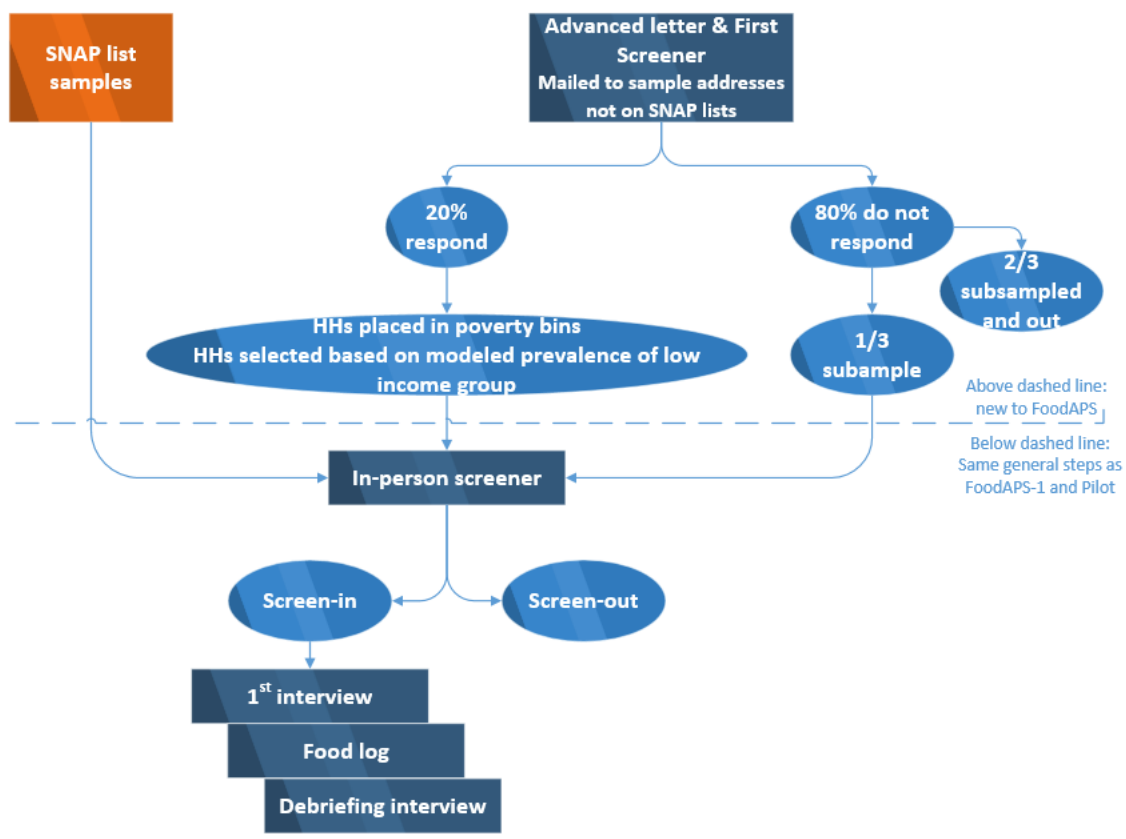 SNAP list
samples
Advanced letter & First
Screener
Mailed to sample addresses
not on SNAP lists
20%
respond
80% do not
respond
2/3
subsampled
and out
HHs placed in poverty bins
HHs selected based on modeled prevalence of low
income group
1/3
subample
Above dashed line:
new to FoodAPS
Below dashed line:
Same general steps as
FoodAPS-1 and Pilot
In-person screener
Screen-in
Screen-out
1st interview
Food log
Debriefing interview